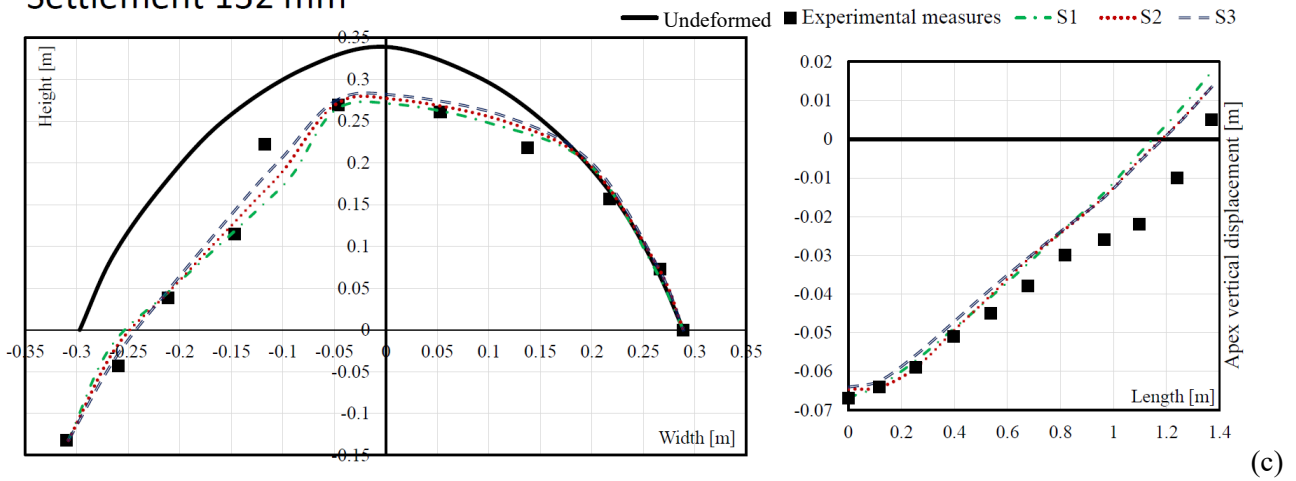 Settlement 132 mm
Undeformed Experimental measures S1 S2 S3
Height [m]
0.35
0.3
0.25
0.2
0.15
0.1
0.05
0
-0.05
-0.1
-0.15
-0.35 -0.3 -0.25 -0.2 -0.15 -0.1 -0.05 0 0.05 0.1 0.15 0.2 0.25 0.3 0.35
Width [m]
0.02
0.01
0
-0.01
-0.02
-0.03
-0.04
-0.05
-0.06
-0.07
Apex vertical displacement [m]
Length [m]
0 0.2 0.4 0.6 0.8 1 1.2 1.4
(c)